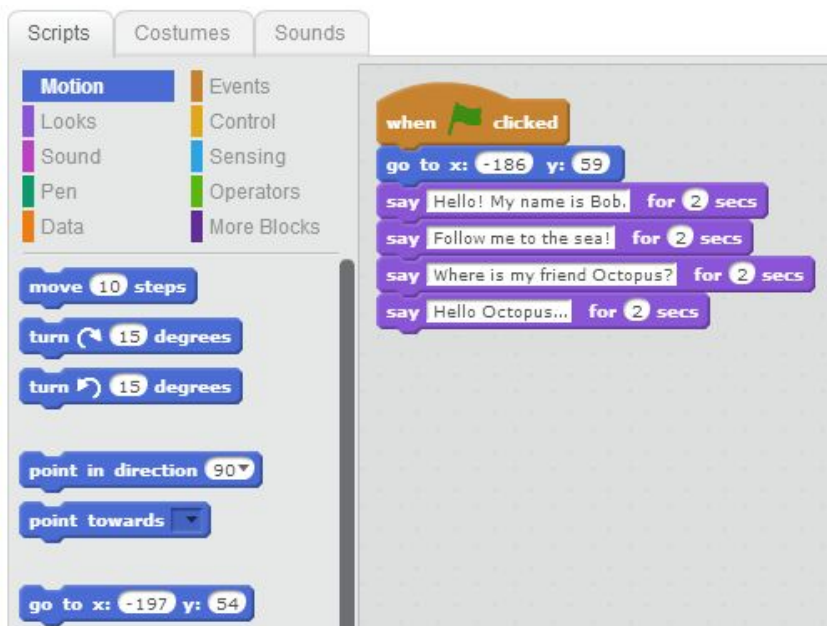 Scripts Costumes Sounds
Motion Events
Looks Control
Sound Sensing
Pen Operators
Data More Blocks
move 10 steps
turn 15 degrees
turn 15 degrees
point in direction 90
point towards
go to x: -197 y: 54
when clicked
go to x: -186 y: 59
say Hello! My name is Bob. for 2 secs
say Follow me to the sea! for 2 secs
say Where is my friend Octopus? for 2 secs
say Hello Octopus... for 2 secs